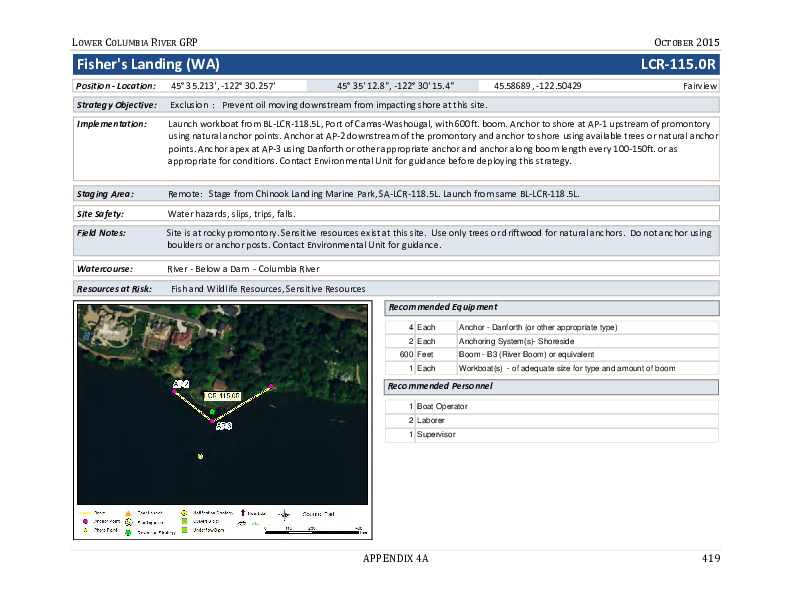 LOWER COLUMBIA RIVER GRP OCTOBER 2015
Fisher's Landing (WA) LCR-115.0R
Position - Location: 45° 35.213', -122° 30.257' 45° 35' 12.8", -122° 30' 15.4" 45.58689, -122.50429 Fairview
Strategy Objective: Exclusion : Prevent oil moving downstream from impacting shore at this site.
Implementation: Launch workboat from BL-LCR-118.5L, Port of Camas-Washougal, with 600ft. boom. Anchor to shore at AP-1 upstream of promontory
using natural anchor points. Anchor at AP-2 downstream of the promontory and anchor to shore using available trees or natural anchor
points. Anchor apex at AP-3 using Danforth or other appropriate anchor and anchor along boom length every 100-150ft. or as
appropriate for conditions. Contact Environmental Unit for guidance before deploying this strategy.
Staging Area: Remote: Stage from Chinook Landing Marine Park, SA-LCR-118.5L. Launch from same BL-LCR-118.5L.
Site Safety: Water hazards, slips, trips, falls.
Field Notes: Site is at rocky promontory. Sensitive resources exist at this site. Use only trees or driftwood for natural anchors. Do not anchor using
boulders or anchor posts. Contact Environmental Unit for guidance.
Watercourse: River - Below a Dam - Columbia River
Resources at Risk: Fish and Wildlife Resources, Sensitive Resources
AP-2
LCR-115.0R
AP-3
Anchor Point
Photo Point
Notification Strategy
Underflow Dam
Recommended Equipment
4 Each Anchor - Danforth (or other appropriate type)
2 Each Anchoring System(s)- Shoreside
600 Feet Boom - B3 (River Boom) or equivalent
1 Each Workboat(s) - of adequate size for type and amount of boom
Recommended Personnel
1 Boat Operator
2 Laborer
1 Supervisor
APPENDIX 4A 419